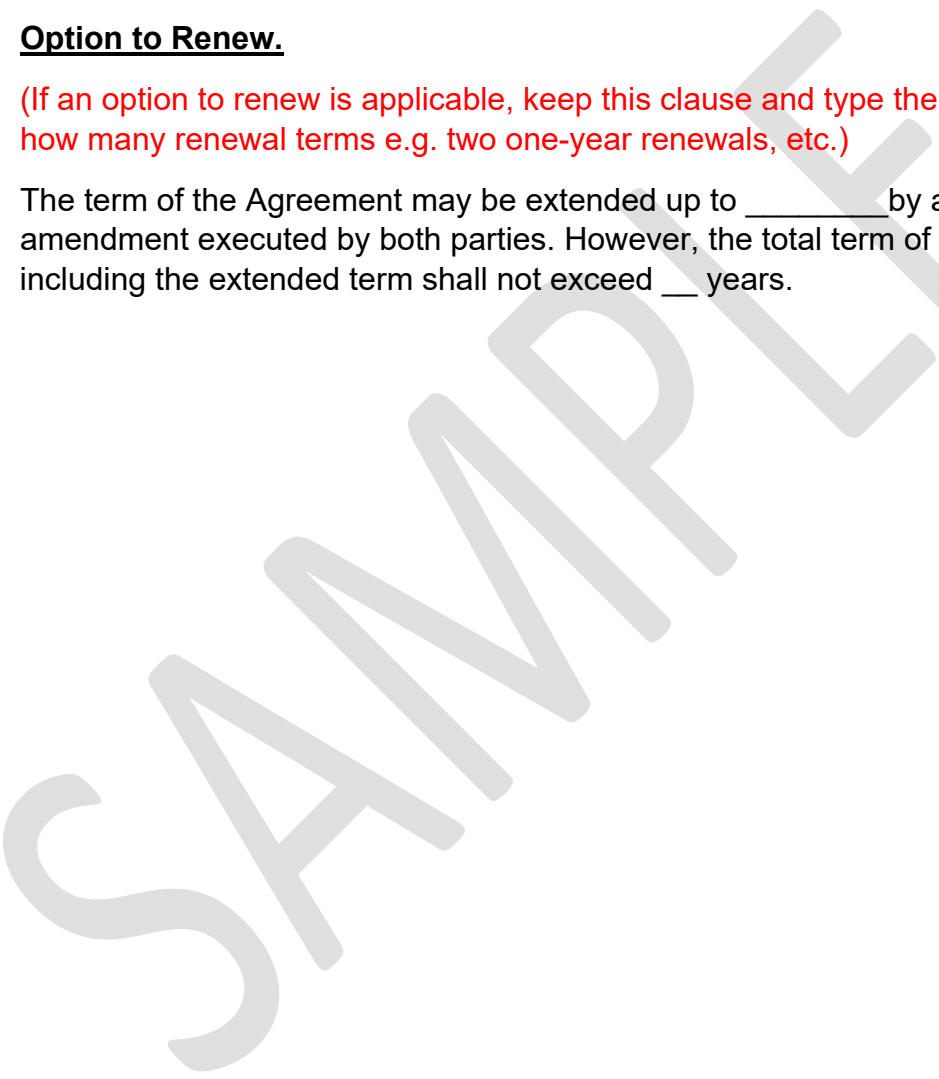 Option to Renew.
(If an option to renew is applicable, keep this clause and type the
how many renewal terms e.g. two one-year renewals, etc.)
The term of the Agreement may be extended up to ________by a
amendment executed by both parties. However, the total term of
including the extended term shall not exceed __ years.
SAMPLE